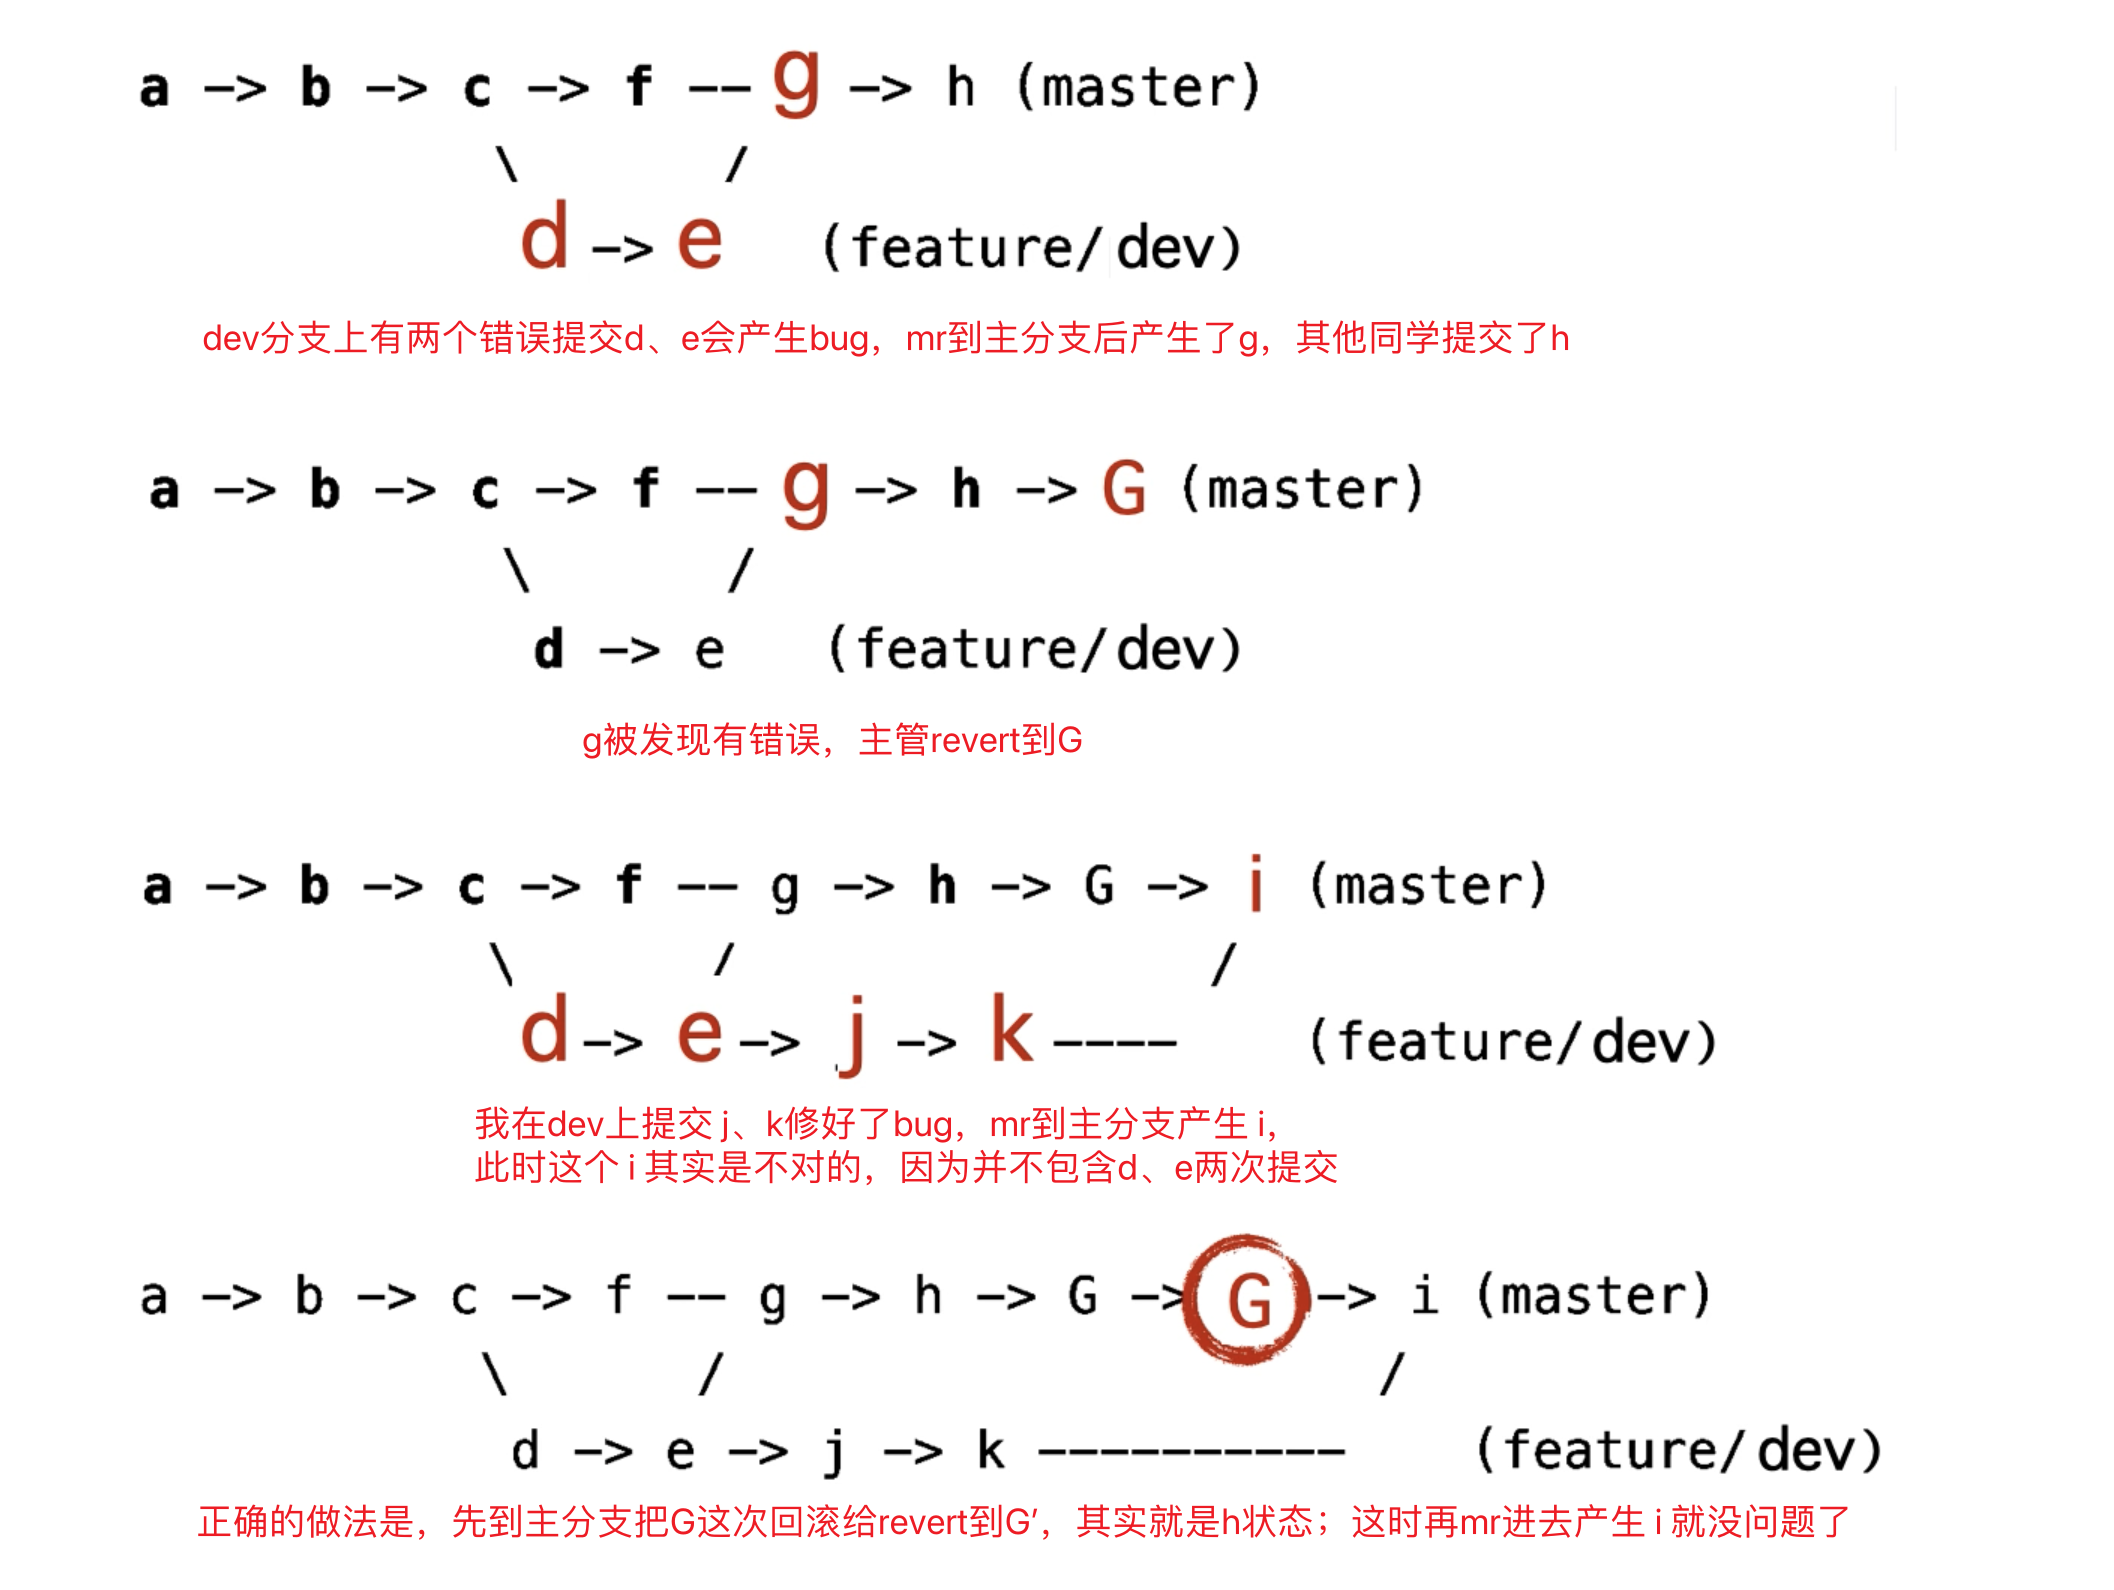 a -> b -> c -> f -- g -> h (master)
\ /
d -> e (feature/dev)
dev分支上有两个错误提交d、e会产生bug，mr到主分支后产生了g，其他同学提交了h
a -> b -> c -> f -- g -> h -> G (master)
\ /
d -> e (feature/dev)
g被发现有错误，主管revert到G
a -> b -> c -> f -- g -> h -> G -> i (master)
\ / /
d -> e -> j -> k ---- (feature/dev)
我在dev上提交 j、k修好了bug，mr到主分支产生 i，
此时这个 i 其实是不对的，因为并不包含d、e两次提交
a -> b -> c -> f -- g -> h -> G -> G -> i (master)
\ / /
d -> e -> j -> k ---------- (feature/dev)
正确的做法是，先到主分支把G这次回滚给revert到G′，其实就是h状态；这时再mr进去产生 i 就没问题了